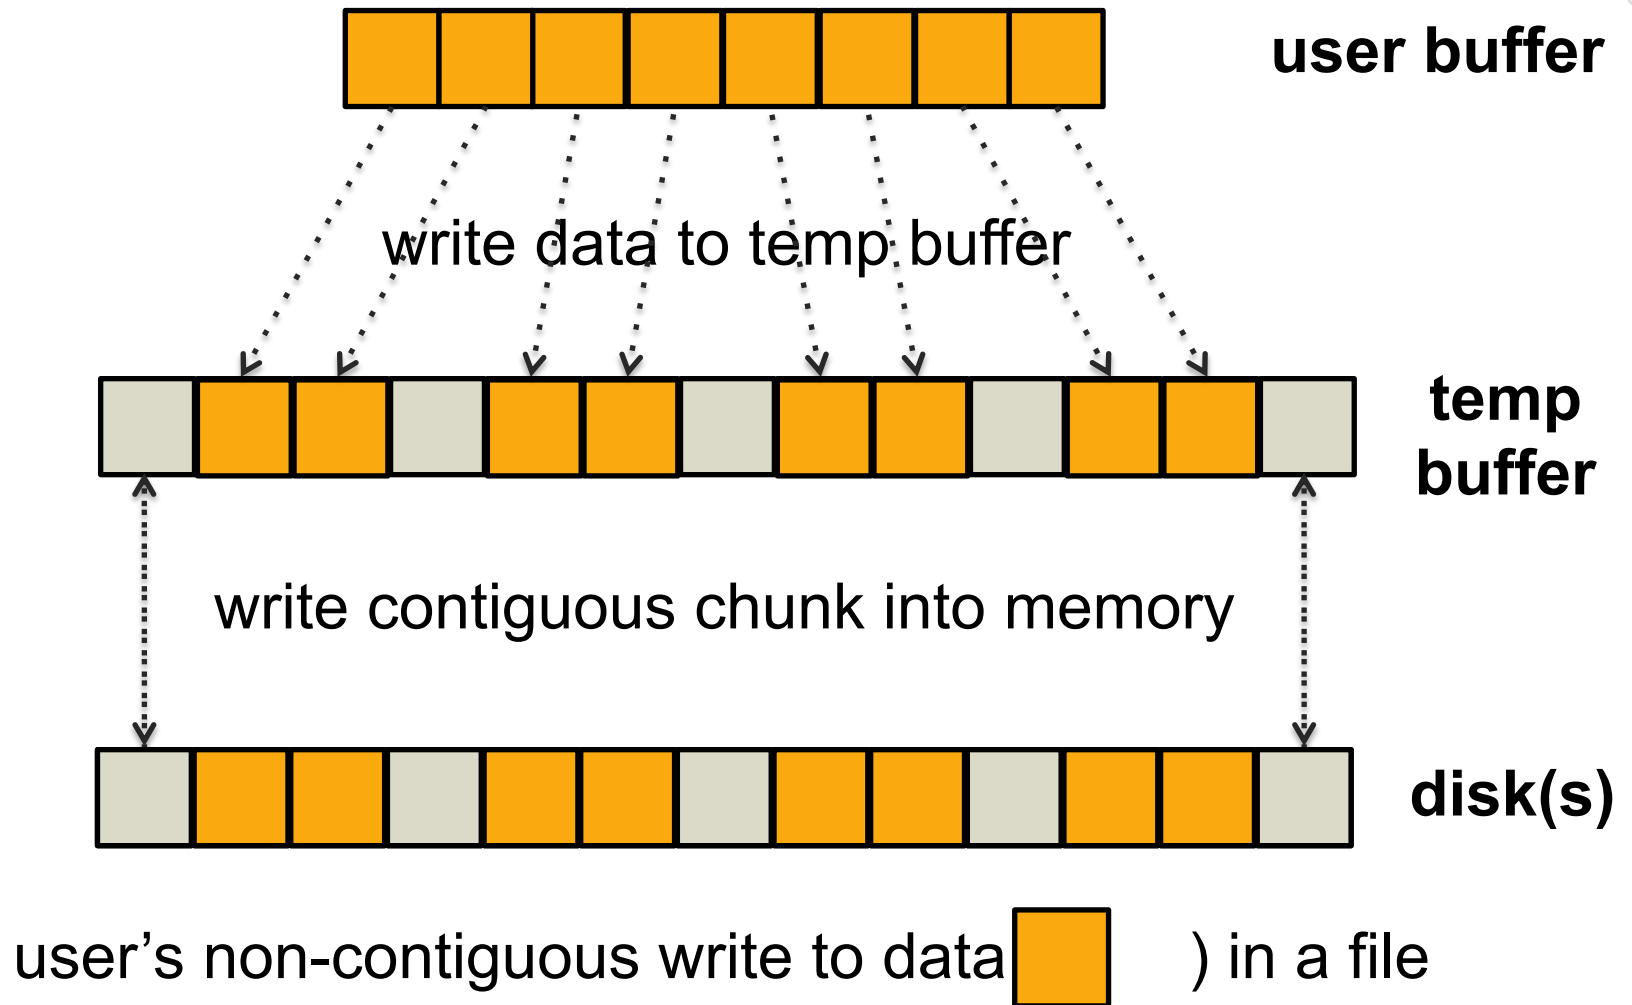 user buffer
write data to temp buffer
temp
buffer
write contiguous chunk into memory
disk(s)
user’s non-contiguous write to data ) in a file